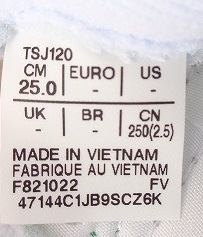 TSJ120
CM EURO US
25.0 - -
UK BR CN
- - 250(2.5)
MADE IN VIETNAM
FABRIQUE AU VIETNAM
F821022 FV
47144C1JB9SCZ6K